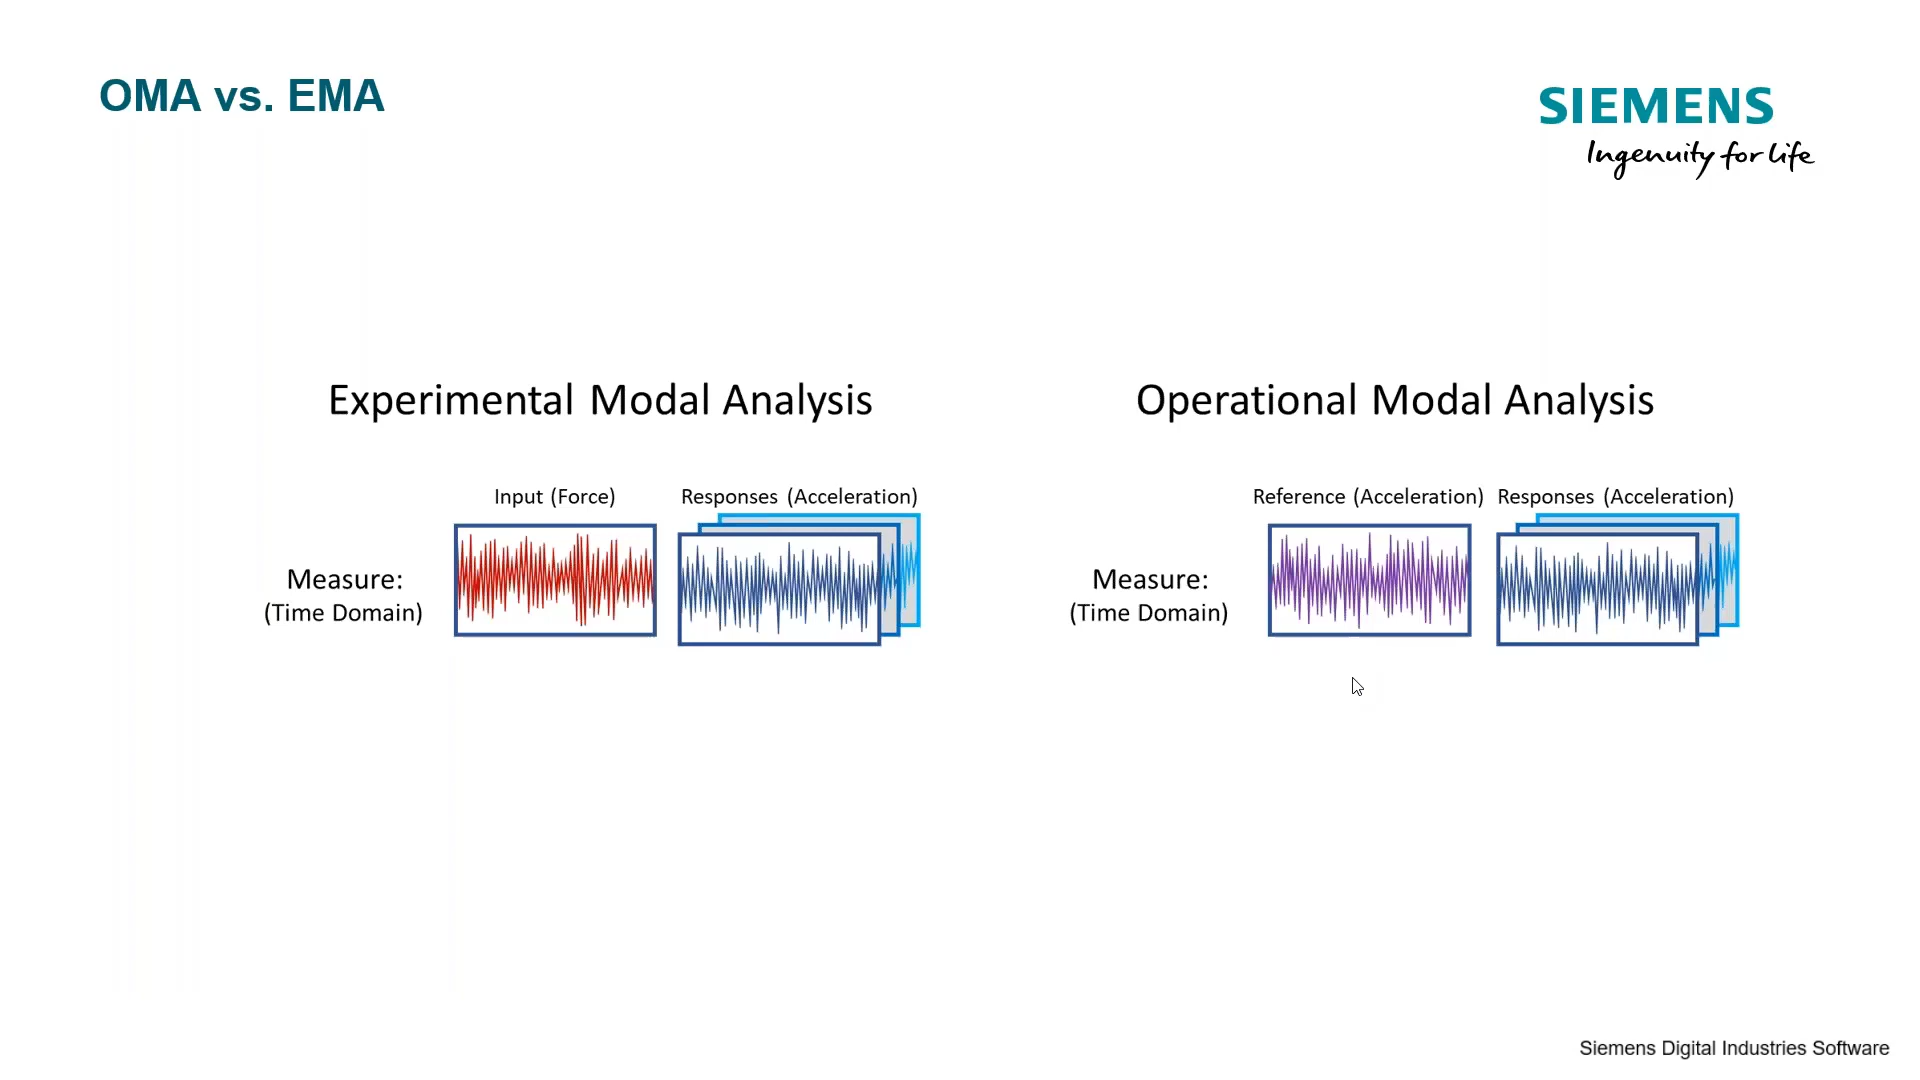 OMA vs. EMA
SIEMENS
Ingenuity for life
Experimental Modal Analysis
Input (Force)
Responses (Acceleration)
Measure:
(Time Domain)
Operational Modal Analysis
Reference (Acceleration)
Responses (Acceleration)
Measure:
(Time Domain)
Siemens Digital Industries Software